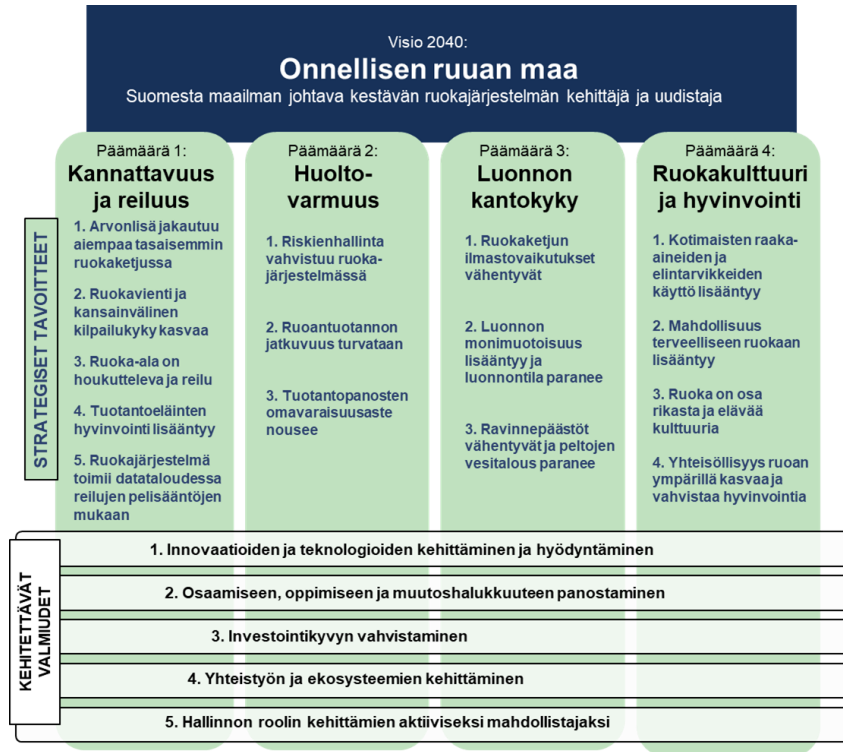 Visio 2040:
Onnellisen ruuan maa
Suomesta maailman johtava kestävän ruokajärjestelmän kehittäjä ja uudistaja
Päämäärä 1:
Kannattavuus
ja reiluus
1. Arvonlisä jakautuu
aiempaa tasaisemmin
ruokaketjussa
2. Ruokavienti ja
kansainvälinen
kilpailukyky kasvaa
3. Ruoka-ala on
houkutteleva ja reilu
4. Tuotantoeläinten
hyvinvointi lisääntyy
5. Ruokajärjestelmä
toimii datataloudessa
reilujen pelisääntöjen
mukaan
Päämäärä 2:
Huolto-
varmuus
1. Riskienhallinta
vahvistuu ruoka-
järjestelmässä
2. Ruoantuotannon
jatkuvuus turvataan
3. Tuotantopanosten
omavaraisuusaste
nousee
Päämäärä 3:
Luonnon
kantokyky
1. Ruokaketjun
ilmastovaikutukset
vähentyvät
2. Luonnon
monimuotoisuus
lisääntyy ja
luonnontila paranee
3. Ravinnepäästöt
vähentyvät ja peltojen
vesitalous paranee
Päämäärä 4:
Ruokakulttuuri
ja hyvinvointi
1. Kotimaisten raaka-
aineiden ja
elintarvikkeiden
käyttö lisääntyy
2. Mahdollisuus
terveelliseen ruokaan
lisääntyy
3. Ruoka on osa
rikasta ja elävää
kulttuuria
4. Yhteisöllisyys ruoan
ympärillä kasvaa ja
vahvistaa hyvinvointia
STRATEGISET TAVOITTEET
KEHITETTÄVÄT
VALMIUDET
1. Innovaatioiden ja teknologioiden kehittäminen ja hyödyntäminen
2. Osaamiseen, oppimiseen ja muutoshalukkuuteen panostaminen
3. Investointikyvyn vahvistaminen
4. Yhteistyön ja ekosysteemien kehittäminen
5. Hallinnon roolin kehittämien aktiiviseksi mahdollistajaksi